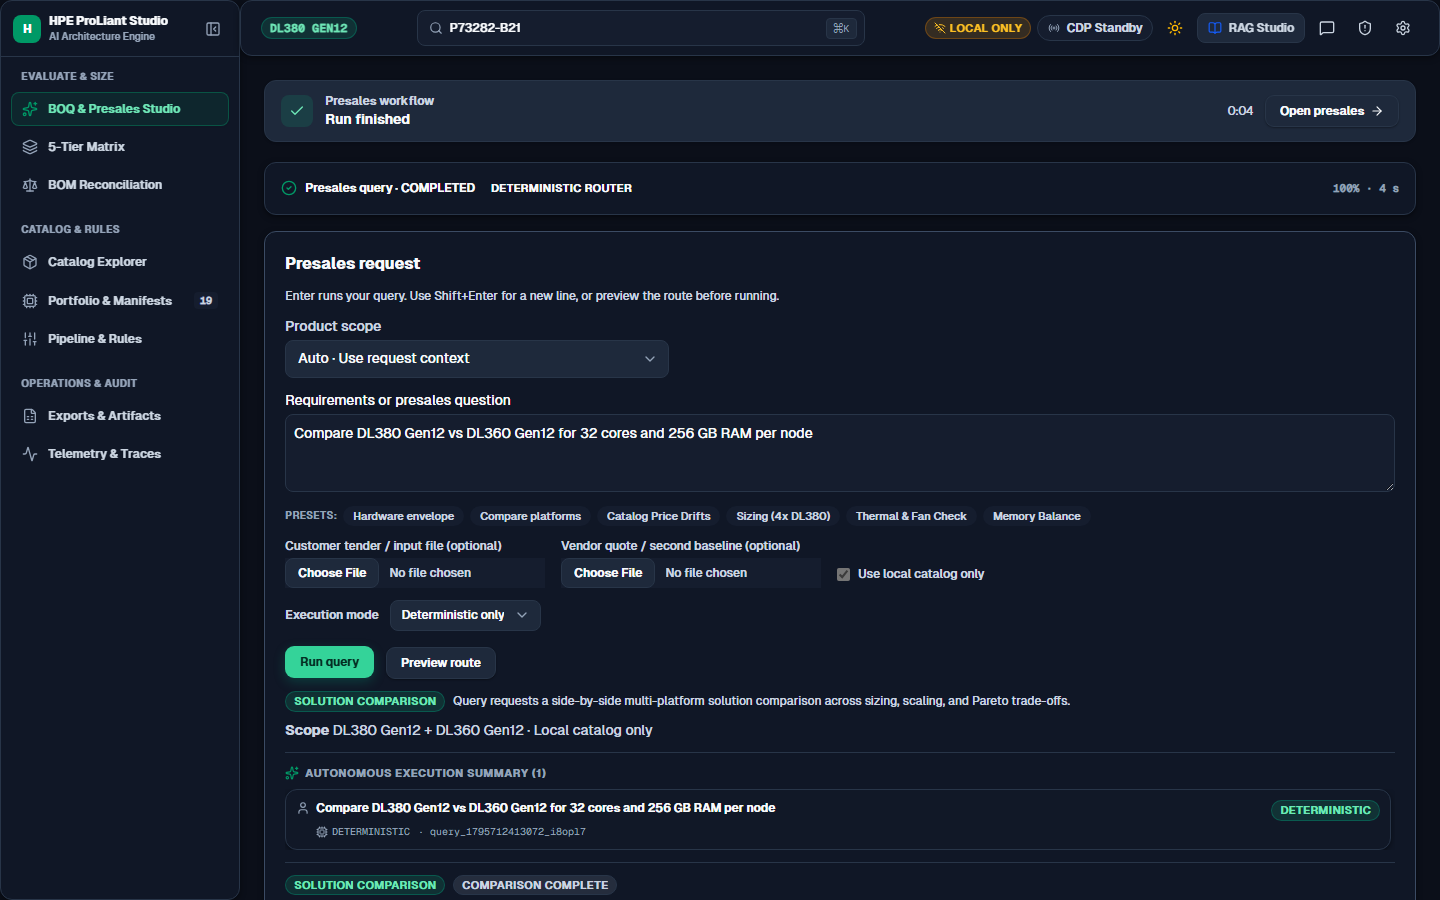 H
HPE ProLiant Studio
AI Architecture Engine
EVALUATE & SIZE
BOQ & Presales Studio
5-Tier Matrix
BOM Reconciliation
CATALOG & RULES
Catalog Explorer
Portfolio & Manifests 19
Pipeline & Rules
OPERATIONS & AUDIT
Exports & Artifacts
Telemetry & Traces
DL380 GEN12
P73282-B21
⌘K
LOCAL ONLY
CDP Standby
RAG Studio
Presales workflow
Run finished
0:04
Open presales →
Presales query · COMPLETED DETERMINISTIC ROUTER
100% · 4 s
Presales request
Enter runs your query. Use Shift+Enter for a new line, or preview the route before running.
Product scope
Auto · Use request context
Requirements or presales question
Compare DL380 Gen12 vs DL360 Gen12 for 32 cores and 256 GB RAM per node
PRESETS: Hardware envelope Compare platforms Catalog Price Drifts Sizing (4x DL380) Thermal & Fan Check Memory Balance
Customer tender / input file (optional)
Choose File No file chosen
Vendor quote / second baseline (optional)
Choose File No file chosen
Use local catalog only
Execution mode Deterministic only
Run query Preview route
SOLUTION COMPARISON Query requests a side-by-side multi-platform solution comparison across sizing, scaling, and Pareto trade-offs.
Scope DL380 Gen12 + DL360 Gen12 · Local catalog only
AUTONOMOUS EXECUTION SUMMARY (1)
Compare DL380 Gen12 vs DL360 Gen12 for 32 cores and 256 GB RAM per node
DETERMINISTIC
DETERMINISTIC · query_1795712413072_i8opl7
SOLUTION COMPARISON COMPARISON COMPLETE